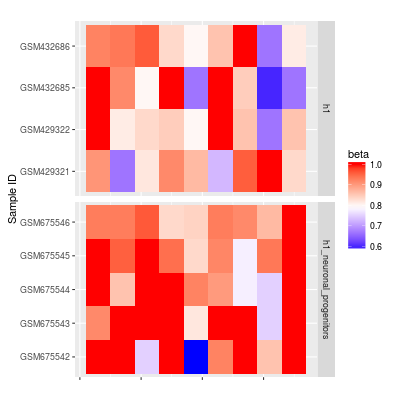 GSM432686
GSM432685
GSM429322
GSM429321
h1
GSM675546
GSM675545
GSM675544
GSM675543
GSM675542
h1_neuronal_progenitors
Sample ID
beta
1.0
0.9
0.8
0.7
0.6